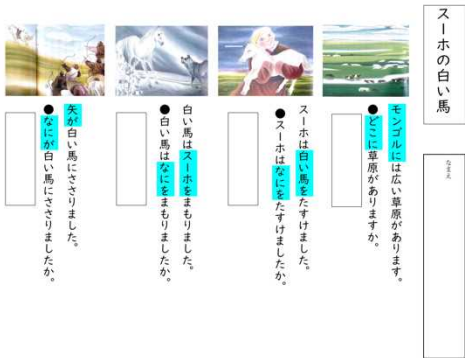 スーホの白い馬
なまえ
モンゴルには広い草原があります。
●どこに草原がありますか。
スーホは白い馬をたすけました。
●スーホはなにをたすけましたか。
白い馬はスーホをまもりました。
●白い馬はなにをまもりましたか。
矢が白い馬にささりました。
●なにが白い馬にささりましたか。